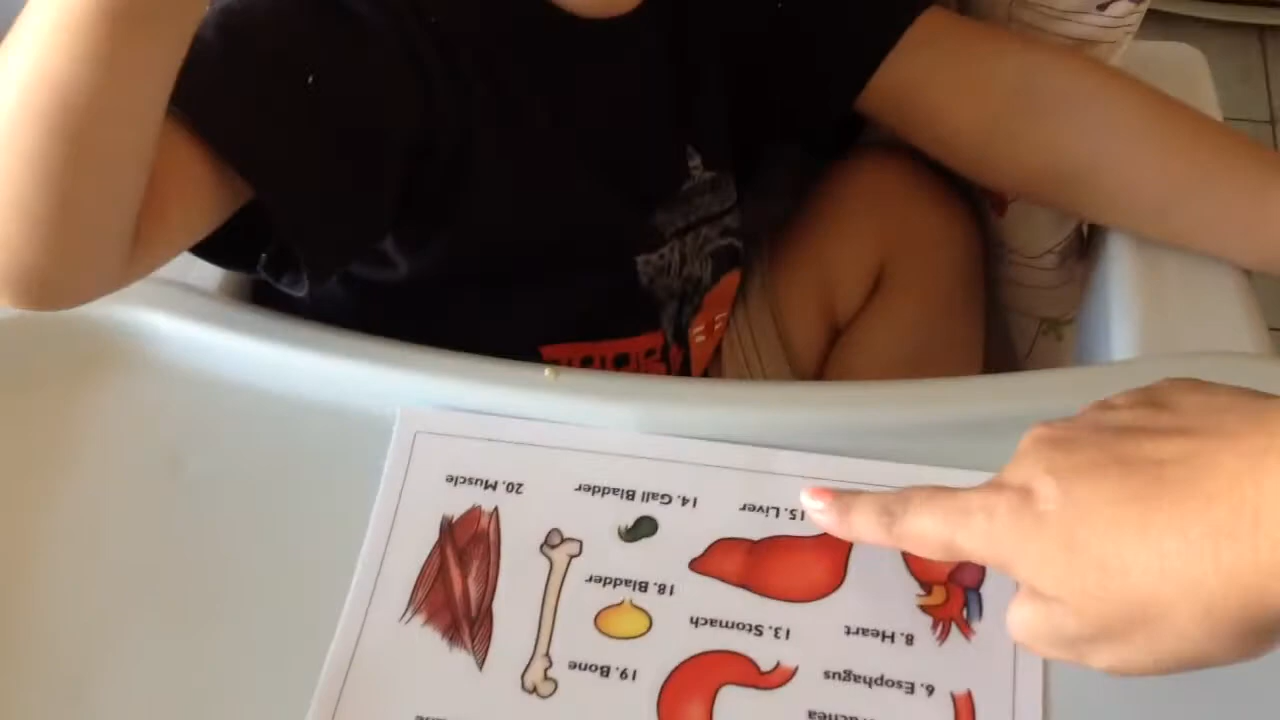 6. Esophagus
19. Bone
8. Heart
13. Stomach
18. Bladder
15. Liver
14. Gall Bladder
20. Muscle